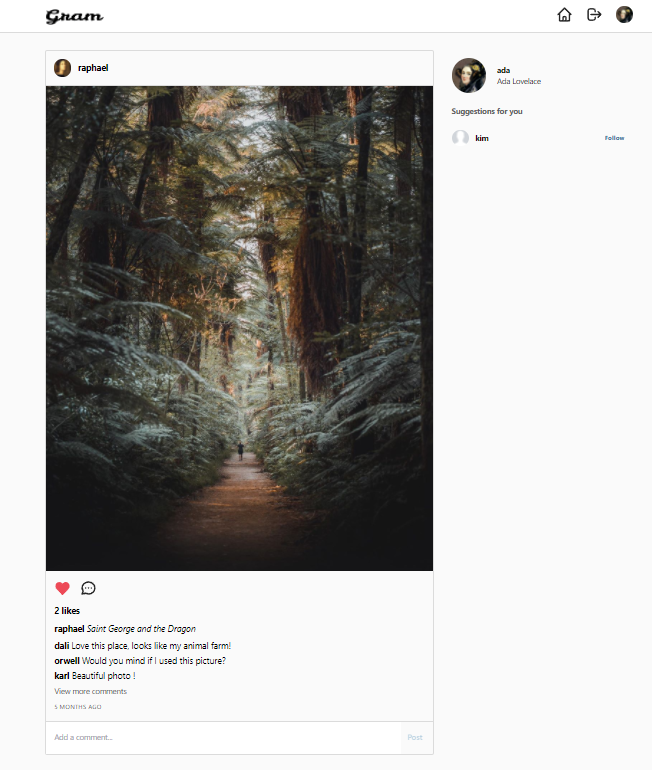 Gram
raphael
ada
Ada Lovelace
Suggestions for you
kim Follow
2 likes
raphael Saint George and the Dragon
dali Love this place, looks like my animal farm!
orwell Would you mind if I used this picture?
karl Beautiful photo !
View more comments
5 MONTHS AGO
Add a comment... Post